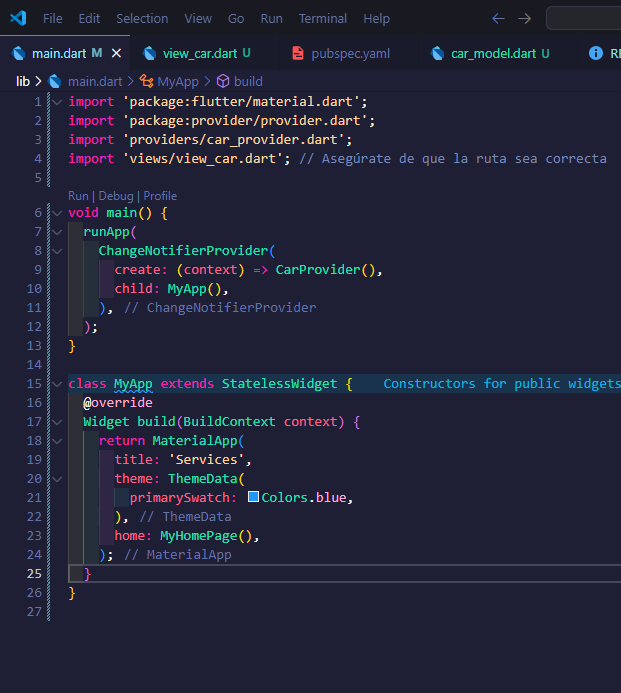 File Edit Selection View Go Run Terminal Help
main.dart M view_car.dart U pubspec.yaml car_model.dart U
lib > main.dart > MyApp > build
1 import 'package:flutter/material.dart';
2 import 'package:provider/provider.dart';
3 import 'providers/car_provider.dart';
4 import 'views/view_car.dart'; // Asegúrate de que la ruta sea correcta
5
Run | Debug | Profile
6 void main() {
7 runApp(
8 ChangeNotifierProvider(
9 create: (context) => CarProvider(),
10 child: MyApp(),
11 ), // ChangeNotifierProvider
12 );
13 }
14
15 class MyApp extends StatelessWidget { Constructors for public widgets
16 @override
17 Widget build(BuildContext context) {
18 return MaterialApp(
19 title: 'Services',
20 theme: ThemeData(
21 primarySwatch: Colors.blue,
22 ), // ThemeData
23 home: MyHomePage(),
24 ); // MaterialApp
25 }
26 }
27